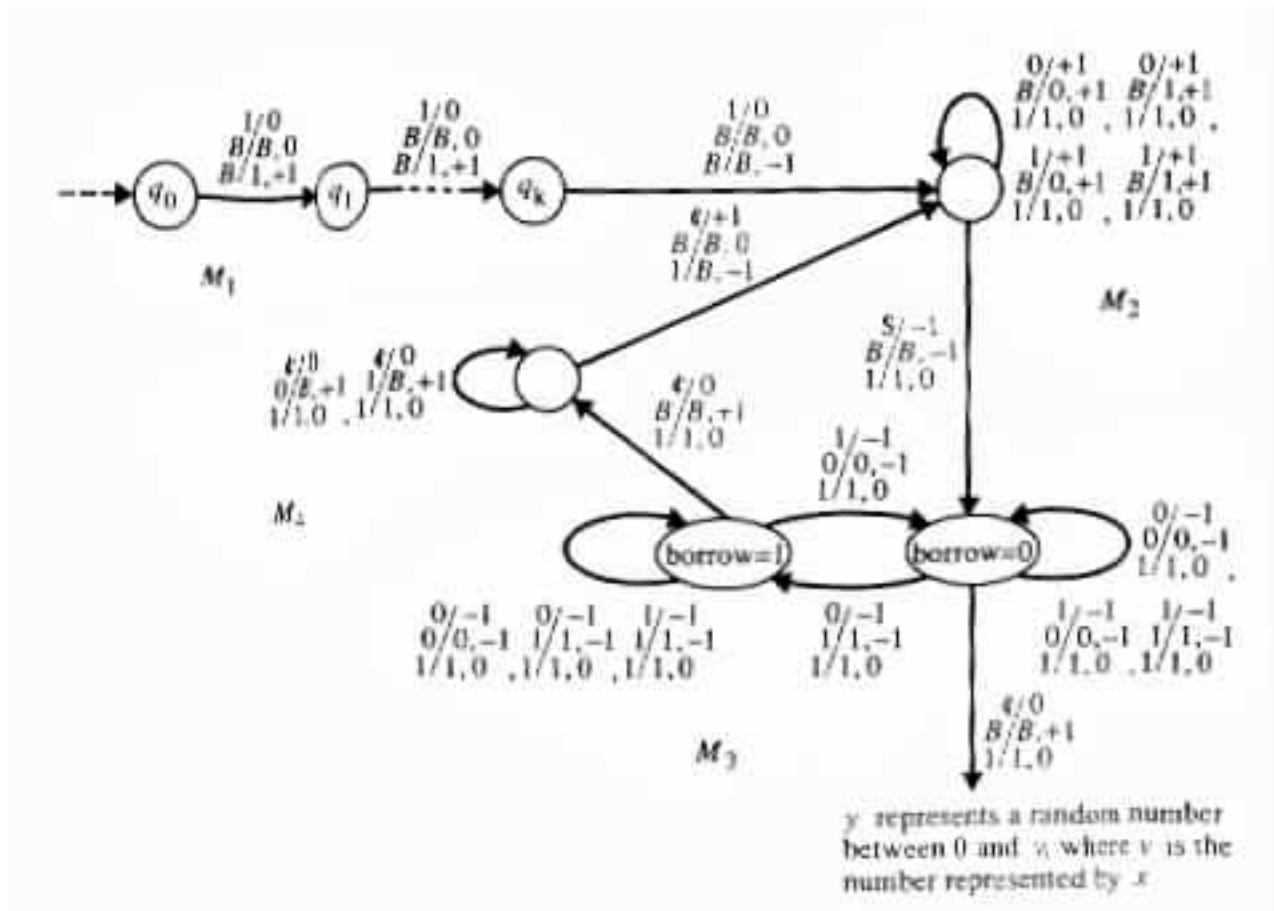 1/0
B/B, 0
B/1, +1
1/0
B/B, 0
B/1, +1
1/0
B/B, 0
B/B, -1
0/+1 0/+1
B/0, +1 B/1, +1
1/1, 0 , 1/1, 0 ,
1/+1 1/+1
B/0, +1 B/1, +1
1/1, 0 , 1/1, 0
q0
q1
qk
M1
¢/+1
B/B, 0
1/B, -1
M2
$/-1
B/B, -1
1/1, 0
¢/0 ¢/0
0/B, +1 1/B, +1
1/1, 0 , 1/1, 0
¢/0
B/B, +1
1/1, 0
1/-1
0/0, -1
1/1, 0
borrow=1
borrow=0
0/-1
0/0, -1
1/1, 0 ,
0/-1 0/-1 1/-1
0/0, -1 1/1, -1 1/1, -1
1/1, 0 , 1/1, 0 , 1/1, 0
0/-1
1/1, -1
1/1, 0
1/-1 1/-1
0/0, -1 1/1, -1
1/1, 0 , 1/1, 0
M3
¢/0
B/B, +1
1/1, 0
y represents a random number
between 0 and v, where v is the
number represented by x